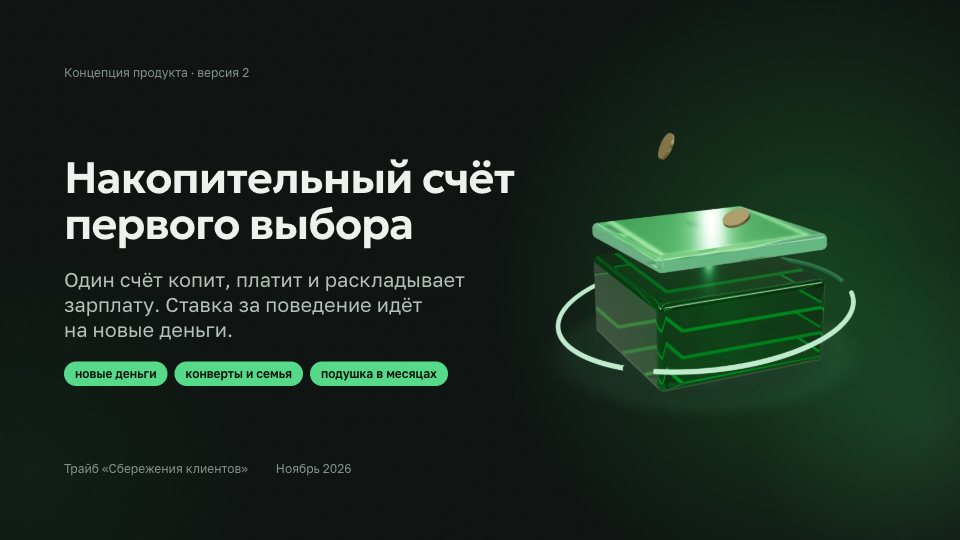 Концепция продукта · версия 2
Накопительный счёт
первого выбора
Один счёт копит, платит и раскладывает
зарплату. Ставка за поведение идёт
на новые деньги.
новые деньги
конверты и семья
подушка в месяцах
Трайб «Сбережения клиентов»
Ноябрь 2026